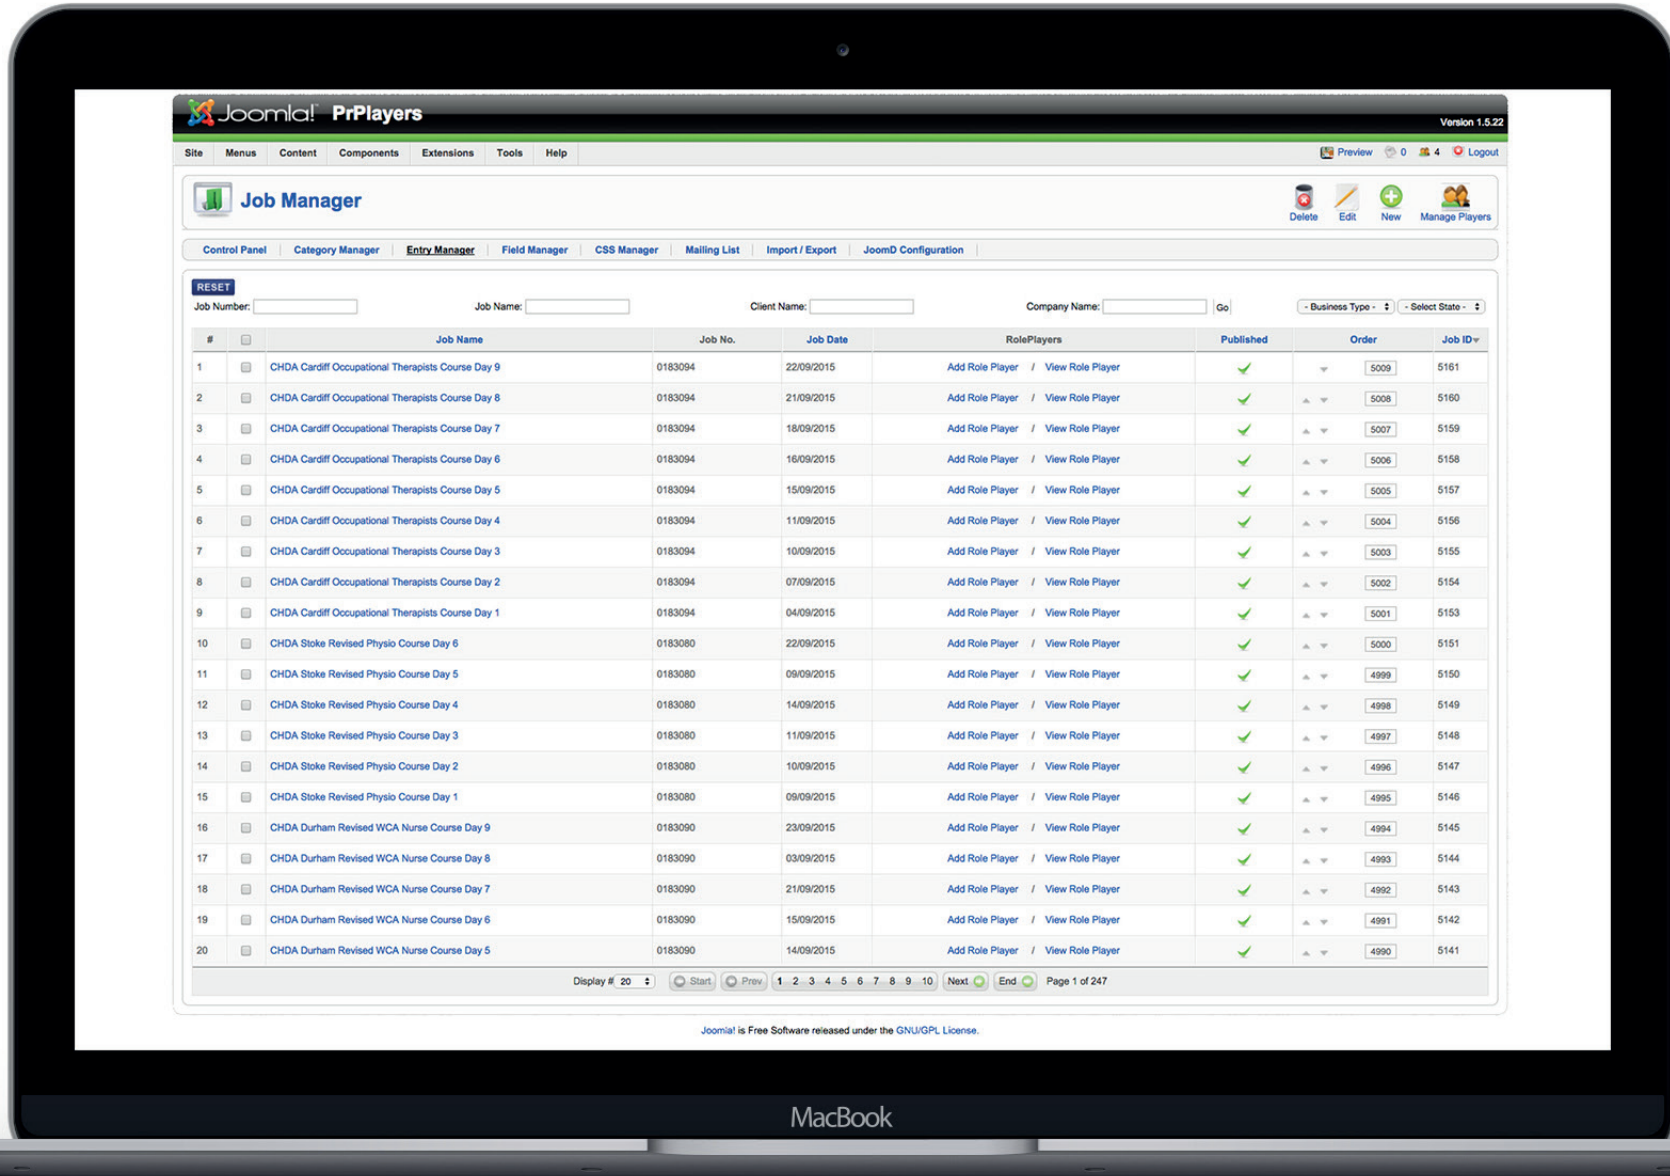 Joomla! PrPlayers
Version 1.5.22
Site Menus Content Components Extensions Tools Help Preview 0 4 Logout
Job Manager
Delete Edit New Manage Players
Control Panel Category Manager Entry Manager Field Manager CSS Manager Mailing List Import / Export JoomD Configuration
RESET
Job Number: Job Name: Client Name: Company Name: Go - Business Type - - Select State -
# Job Name Job No. Job Date RolePlayers Published Order Job ID
1 CHDA Cardiff Occupational Therapists Course Day 9 0183094 22/09/2015 Add Role Player / View Role Player 5009 5161
2 CHDA Cardiff Occupational Therapists Course Day 8 0183094 21/09/2015 Add Role Player / View Role Player 5008 5160
3 CHDA Cardiff Occupational Therapists Course Day 7 0183094 18/09/2015 Add Role Player / View Role Player 5007 5159
4 CHDA Cardiff Occupational Therapists Course Day 6 0183094 16/09/2015 Add Role Player / View Role Player 5006 5158
5 CHDA Cardiff Occupational Therapists Course Day 5 0183094 15/09/2015 Add Role Player / View Role Player 5005 5157
6 CHDA Cardiff Occupational Therapists Course Day 4 0183094 11/09/2015 Add Role Player / View Role Player 5004 5156
7 CHDA Cardiff Occupational Therapists Course Day 3 0183094 10/09/2015 Add Role Player / View Role Player 5003 5155
8 CHDA Cardiff Occupational Therapists Course Day 2 0183094 07/09/2015 Add Role Player / View Role Player 5002 5154
9 CHDA Cardiff Occupational Therapists Course Day 1 0183094 04/09/2015 Add Role Player / View Role Player 5001 5153
10 CHDA Stoke Revised Physio Course Day 6 0183080 22/09/2015 Add Role Player / View Role Player 5000 5151
11 CHDA Stoke Revised Physio Course Day 5 0183080 09/09/2015 Add Role Player / View Role Player 4999 5150
12 CHDA Stoke Revised Physio Course Day 4 0183080 14/09/2015 Add Role Player / View Role Player 4998 5149
13 CHDA Stoke Revised Physio Course Day 3 0183080 11/09/2015 Add Role Player / View Role Player 4997 5148
14 CHDA Stoke Revised Physio Course Day 2 0183080 10/09/2015 Add Role Player / View Role Player 4996 5147
15 CHDA Stoke Revised Physio Course Day 1 0183080 09/09/2015 Add Role Player / View Role Player 4995 5146
16 CHDA Durham Revised WCA Nurse Course Day 9 0183090 23/09/2015 Add Role Player / View Role Player 4994 5145
17 CHDA Durham Revised WCA Nurse Course Day 8 0183090 03/09/2015 Add Role Player / View Role Player 4993 5144
18 CHDA Durham Revised WCA Nurse Course Day 7 0183090 21/09/2015 Add Role Player / View Role Player 4992 5143
19 CHDA Durham Revised WCA Nurse Course Day 6 0183090 15/09/2015 Add Role Player / View Role Player 4991 5142
20 CHDA Durham Revised WCA Nurse Course Day 5 0183090 14/09/2015 Add Role Player / View Role Player 4990 5141
Display # 20 Start Prev 1 2 3 4 5 6 7 8 9 10 Next End Page 1 of 247
Joomla! is Free Software released under the GNU/GPL License.
MacBook